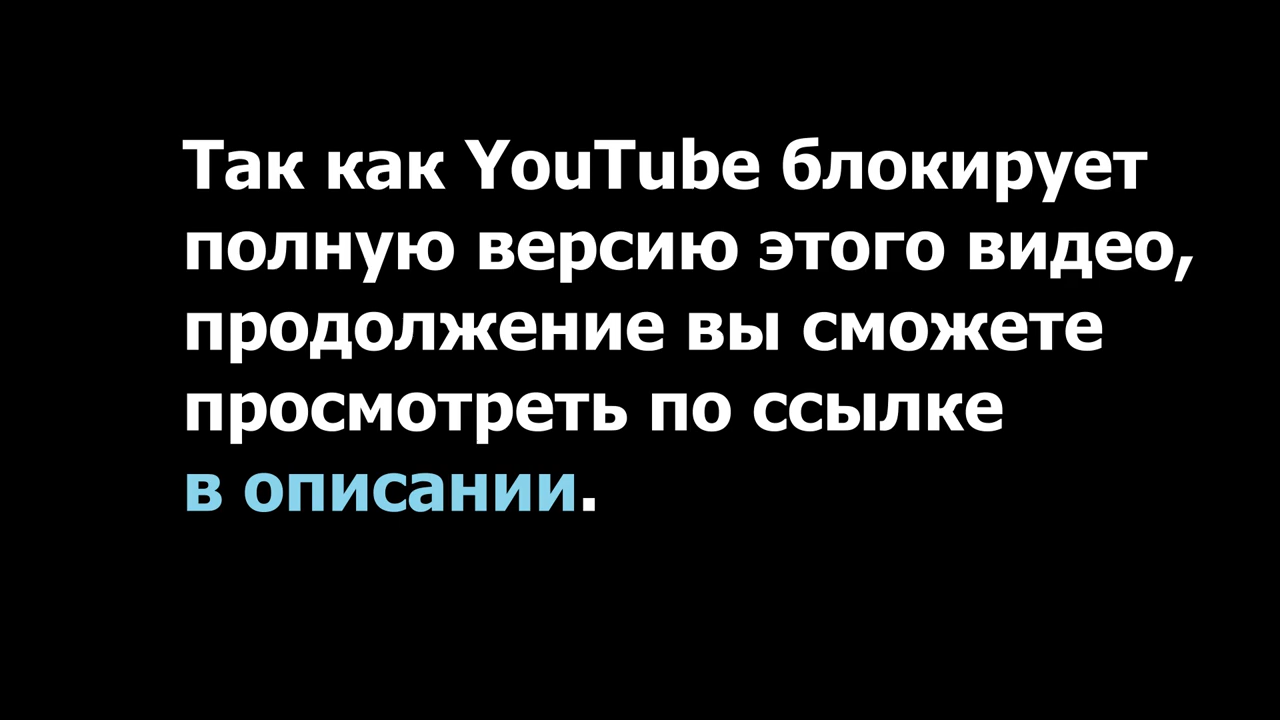 Так как YouTube блокирует
полную версию этого видео,
продолжение вы сможете
просмотреть по ссылке
в описании.